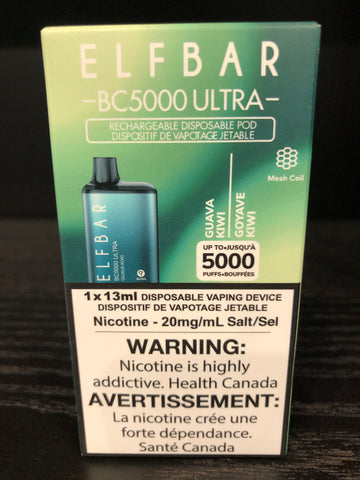 ELFBAR
BC5000 ULTRA
RECHARGEABLE DISPOSABLE POD
DISPOSITIF DE VAPOTAGE JETABLE
Mesh Coil
GUAVA
KIWI
GOYAVE
KIWI
UP TO•JUSQU'À
5000
PUFFS•BOUFFÉES
ELFBAR
BC5000 ULTRA
GUAVA KIWI
1 x 13ml DISPOSABLE VAPING DEVICE
DISPOSITIF DE VAPOTAGE JETABLE
Nicotine - 20mg/mL Salt/Sel
WARNING:
Nicotine is highly
addictive. Health Canada
AVERTISSEMENT:
La nicotine crée une
forte dépendance.
Santé Canada